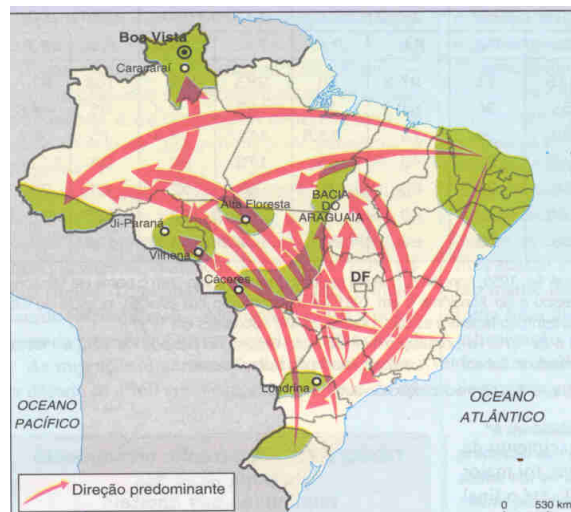 Boa Vista
Caracaraí
Alta Floresta
BACIA
DO
ARAGUAIA
Ji-Paraná
Vilhena
Cáceres
DF
Londrina
OCEANO
PACÍFICO
OCEANO
ATLÂNTICO
Direção predominante
0 530 km